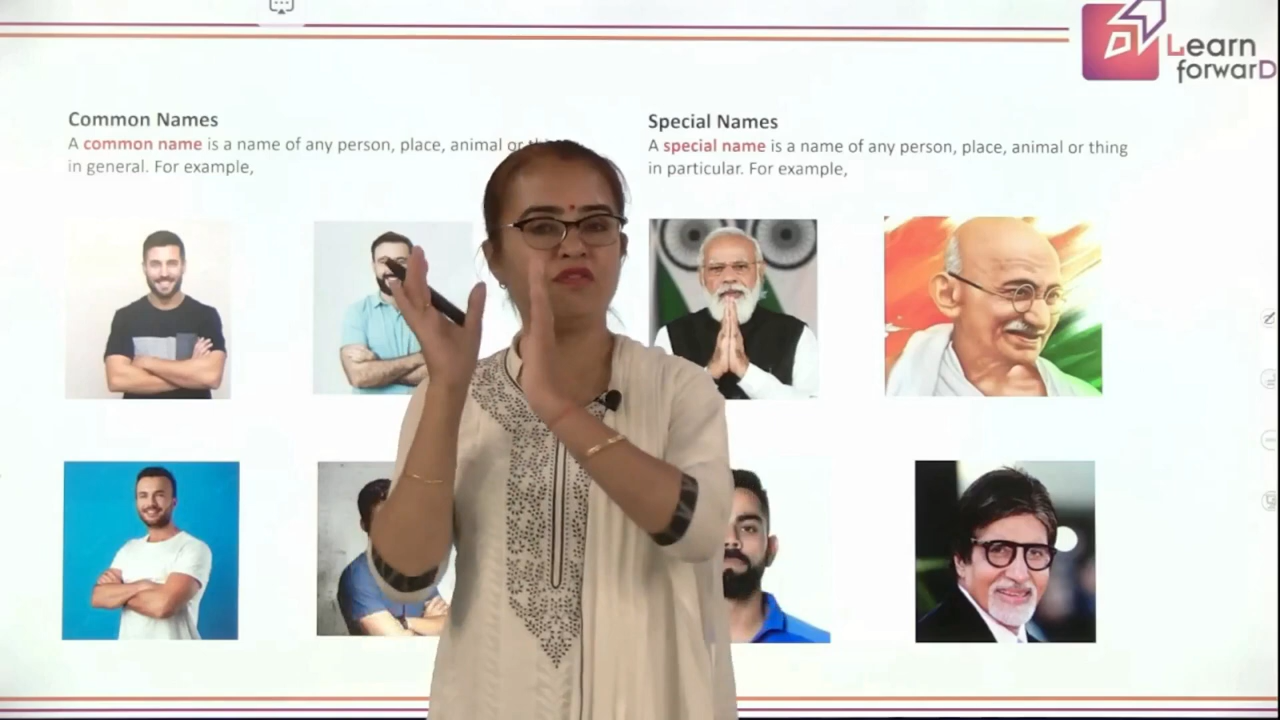 Learn
forwarD
Common Names
A common name is a name of any person, place, animal or
in general. For example,
Special Names
A special name is a name of any person, place, animal or thing
in particular. For example,